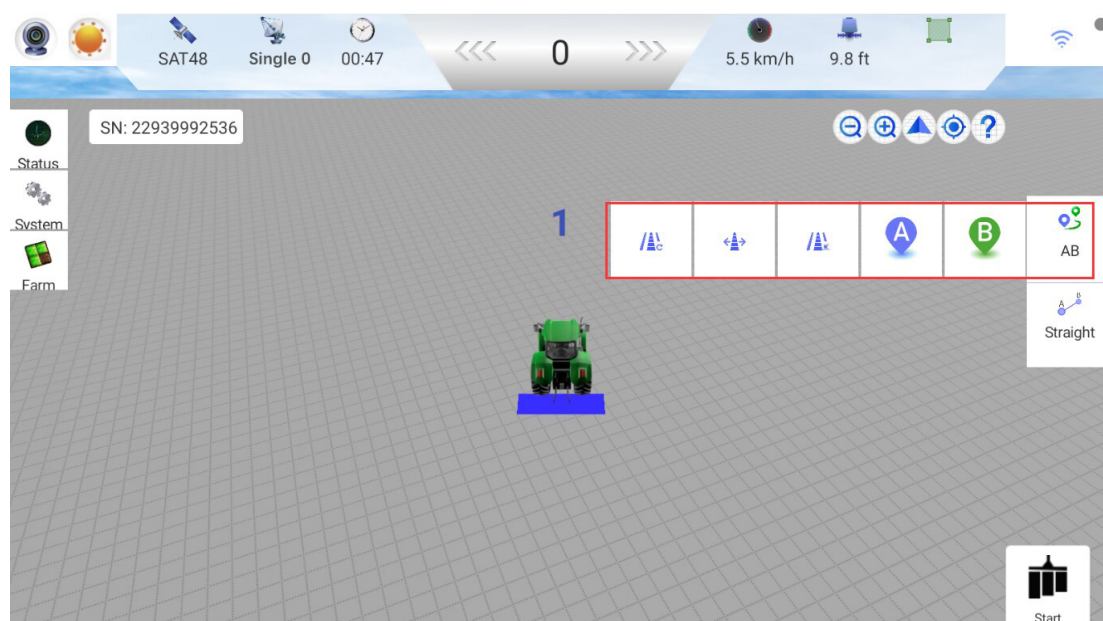 SAT48
Single 0
00:47
0
5.5 km/h
9.8 ft
SN: 22939992536
?
Status
System
Farm
1
A
B
AB
A B
Straight
Start